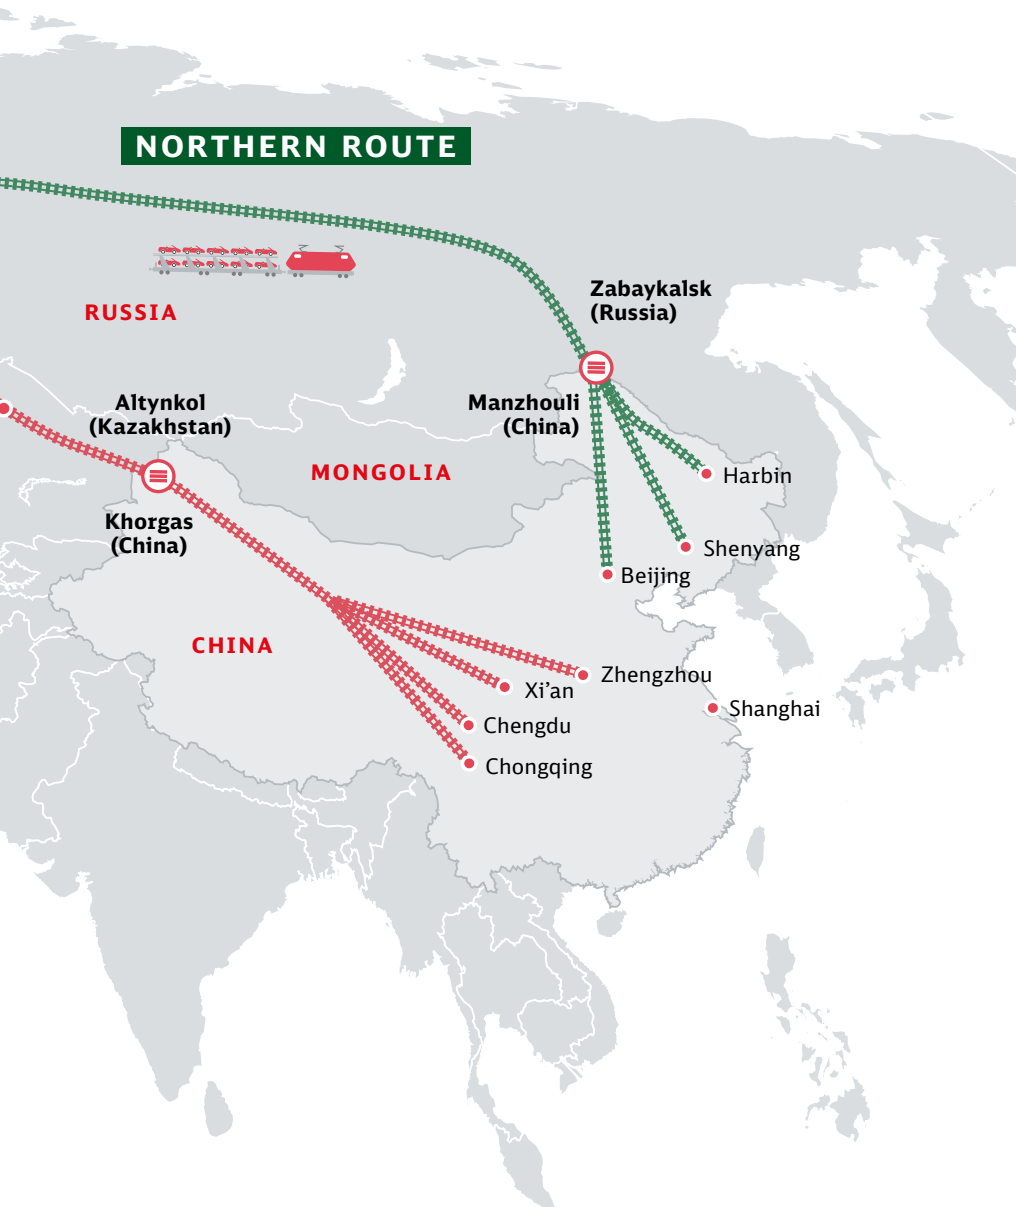 NORTHERN ROUTE
Zabaykalsk
(Russia)
RUSSIA
Altynkol
(Kazakhstan)
Manzhouli
(China)
MONGOLIA
Harbin
Khorgas
(China)
Shenyang
Beijing
CHINA
Zhengzhou
Xi’an
Shanghai
Chengdu
Chongqing